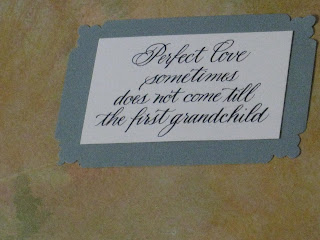 Perfect love
sometimes
does not come till
the first grandchild